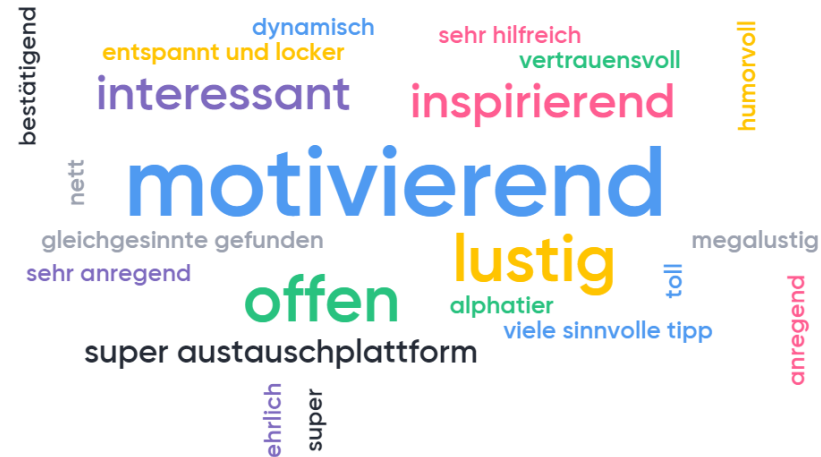 bestätigend
dynamisch
entspannt und locker
sehr hilfreich
vertrauensvoll
humorvoll
interessant
inspirierend
motivierend
nett
gleichgesinnte gefunden
lustig
megalustig
sehr anregend
offen
toll
alphatier
viele sinnvolle tipp
anregend
super austauschplattform
ehrlich
super